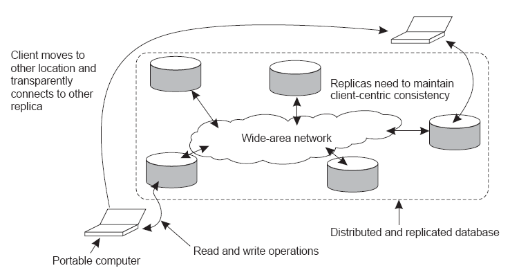 Client moves to
other location and
transparently
connects to other
replica
Replicas need to maintain
client-centric consistency
Wide-area network
Distributed and replicated database
Read and write operations
Portable computer